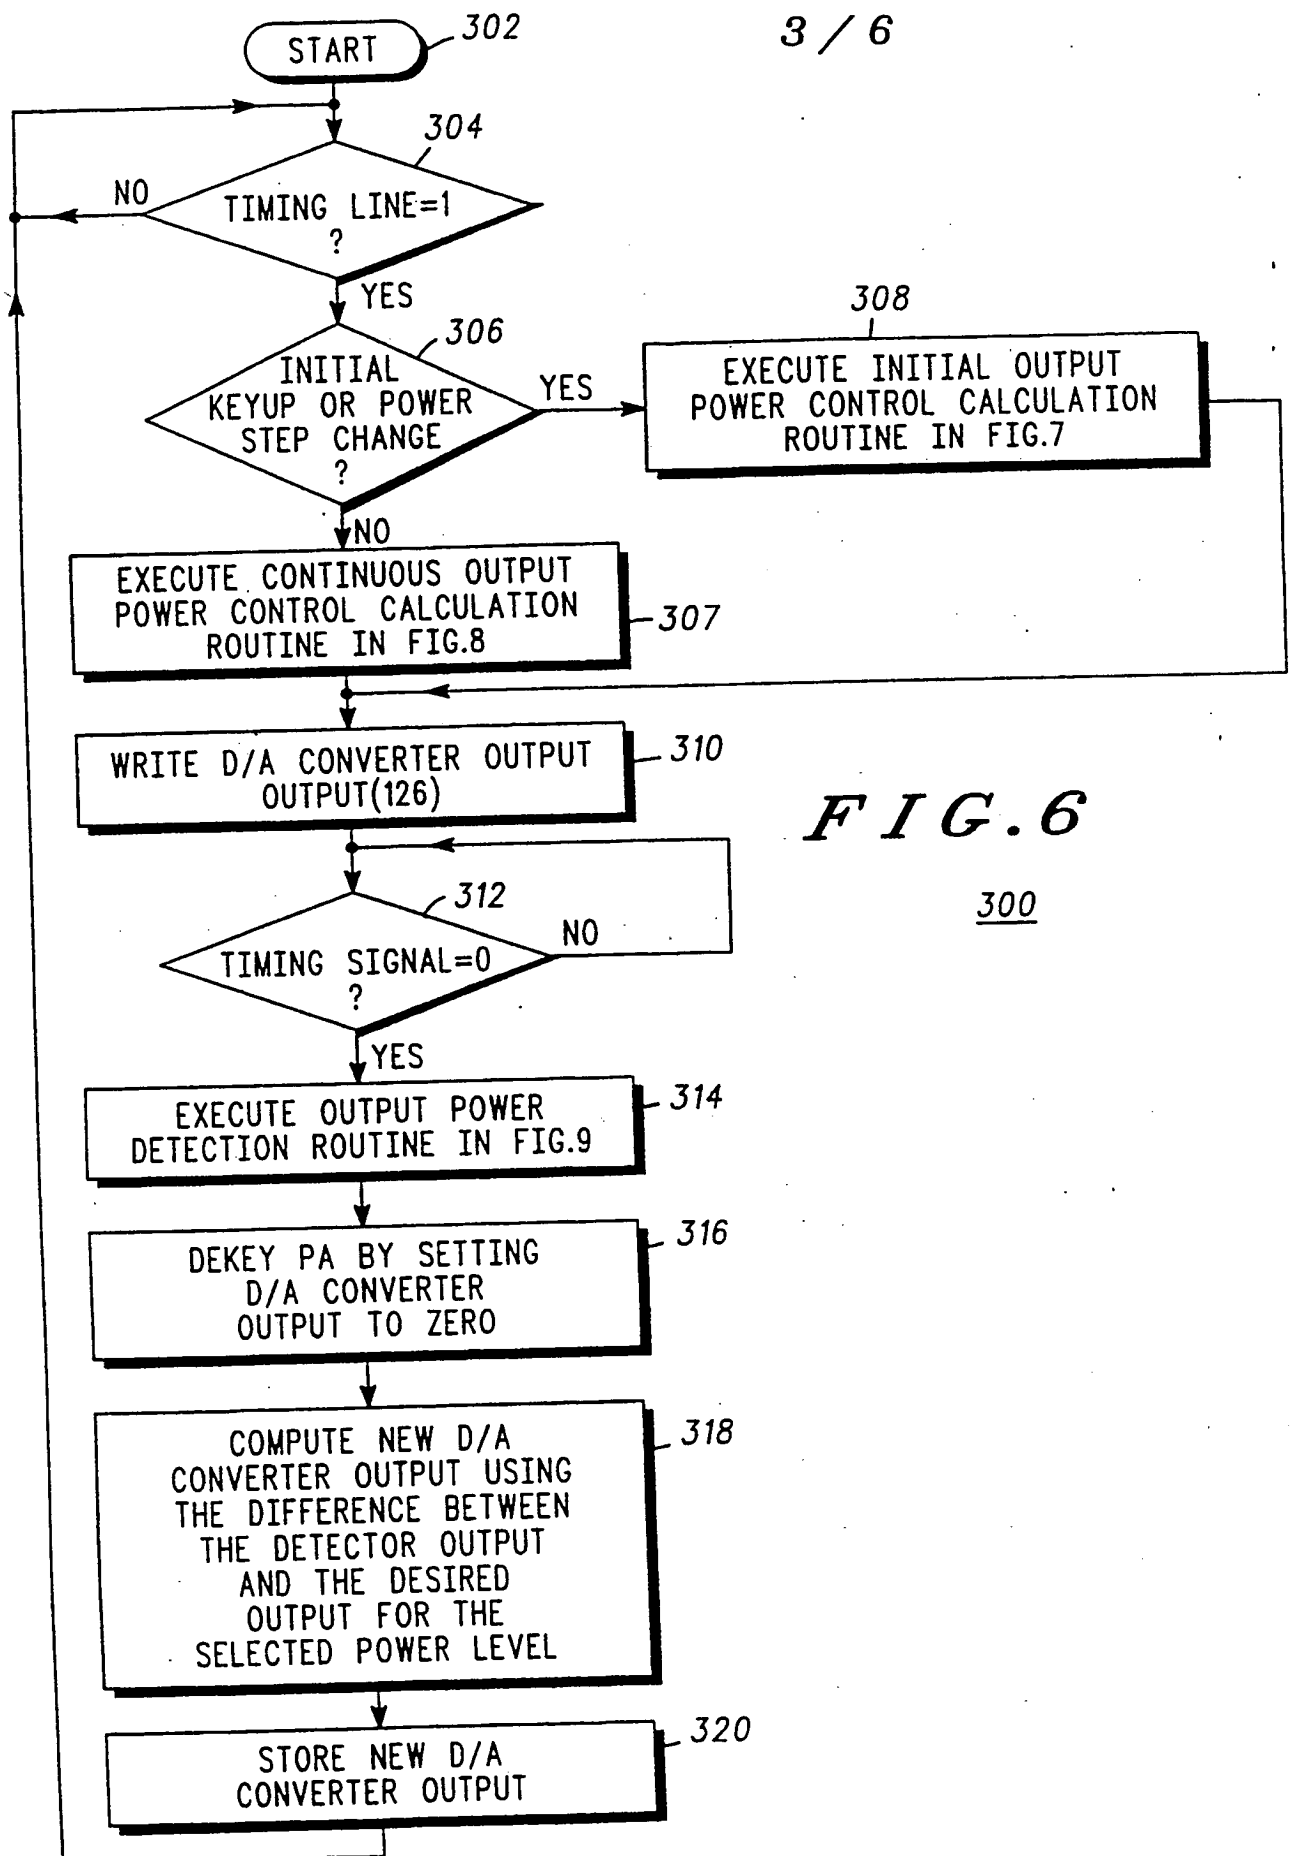 3/6
START
302
304
NO
TIMING LINE=1
?
YES
306
INITIAL
KEYUP OR POWER
STEP CHANGE
?
YES
308
EXECUTE INITIAL OUTPUT
POWER CONTROL CALCULATION
ROUTINE IN FIG.7
NO
EXECUTE CONTINUOUS OUTPUT
POWER CONTROL CALCULATION
ROUTINE IN FIG.8
307
WRITE D/A CONVERTER OUTPUT
OUTPUT(126)
310
FIG.6
300
312
TIMING SIGNAL=0
?
NO
YES
EXECUTE OUTPUT POWER
DETECTION ROUTINE IN FIG.9
314
DEKEY PA BY SETTING
D/A CONVERTER
OUTPUT TO ZERO
316
COMPUTE NEW D/A
CONVERTER OUTPUT USING
THE DIFFERENCE BETWEEN
THE DETECTOR OUTPUT
AND THE DESIRED
OUTPUT FOR THE
SELECTED POWER LEVEL
318
STORE NEW D/A
CONVERTER OUTPUT
320